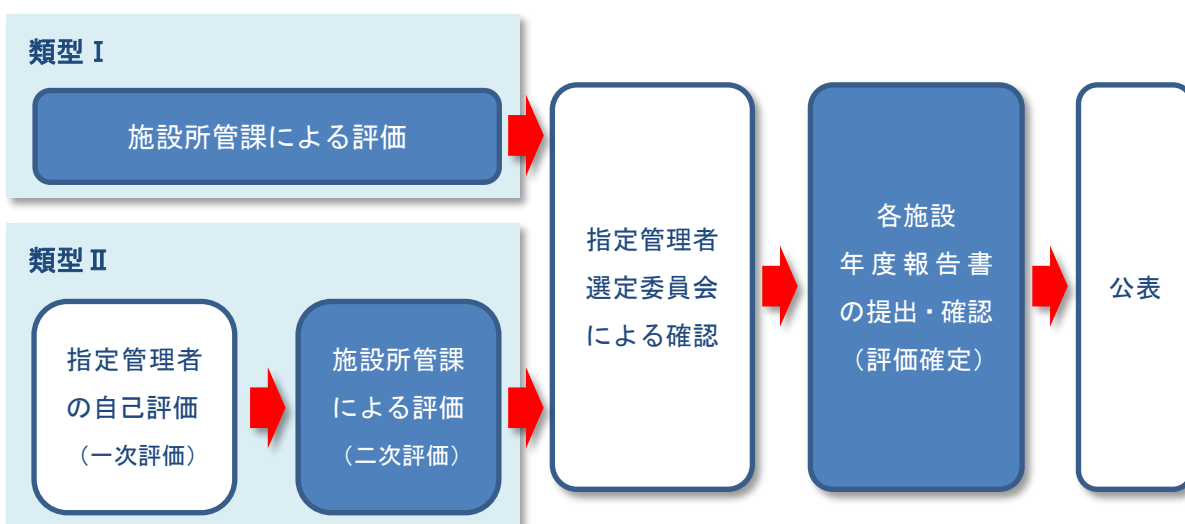 類型Ⅰ
施設所管課による評価
類型Ⅱ
指定管理者
の自己評価
（一次評価）
施設所管課
による評価
（二次評価）
指定管理者
選定委員会
による確認
各施設
年度報告書
の提出・確認
（評価確定）
公表